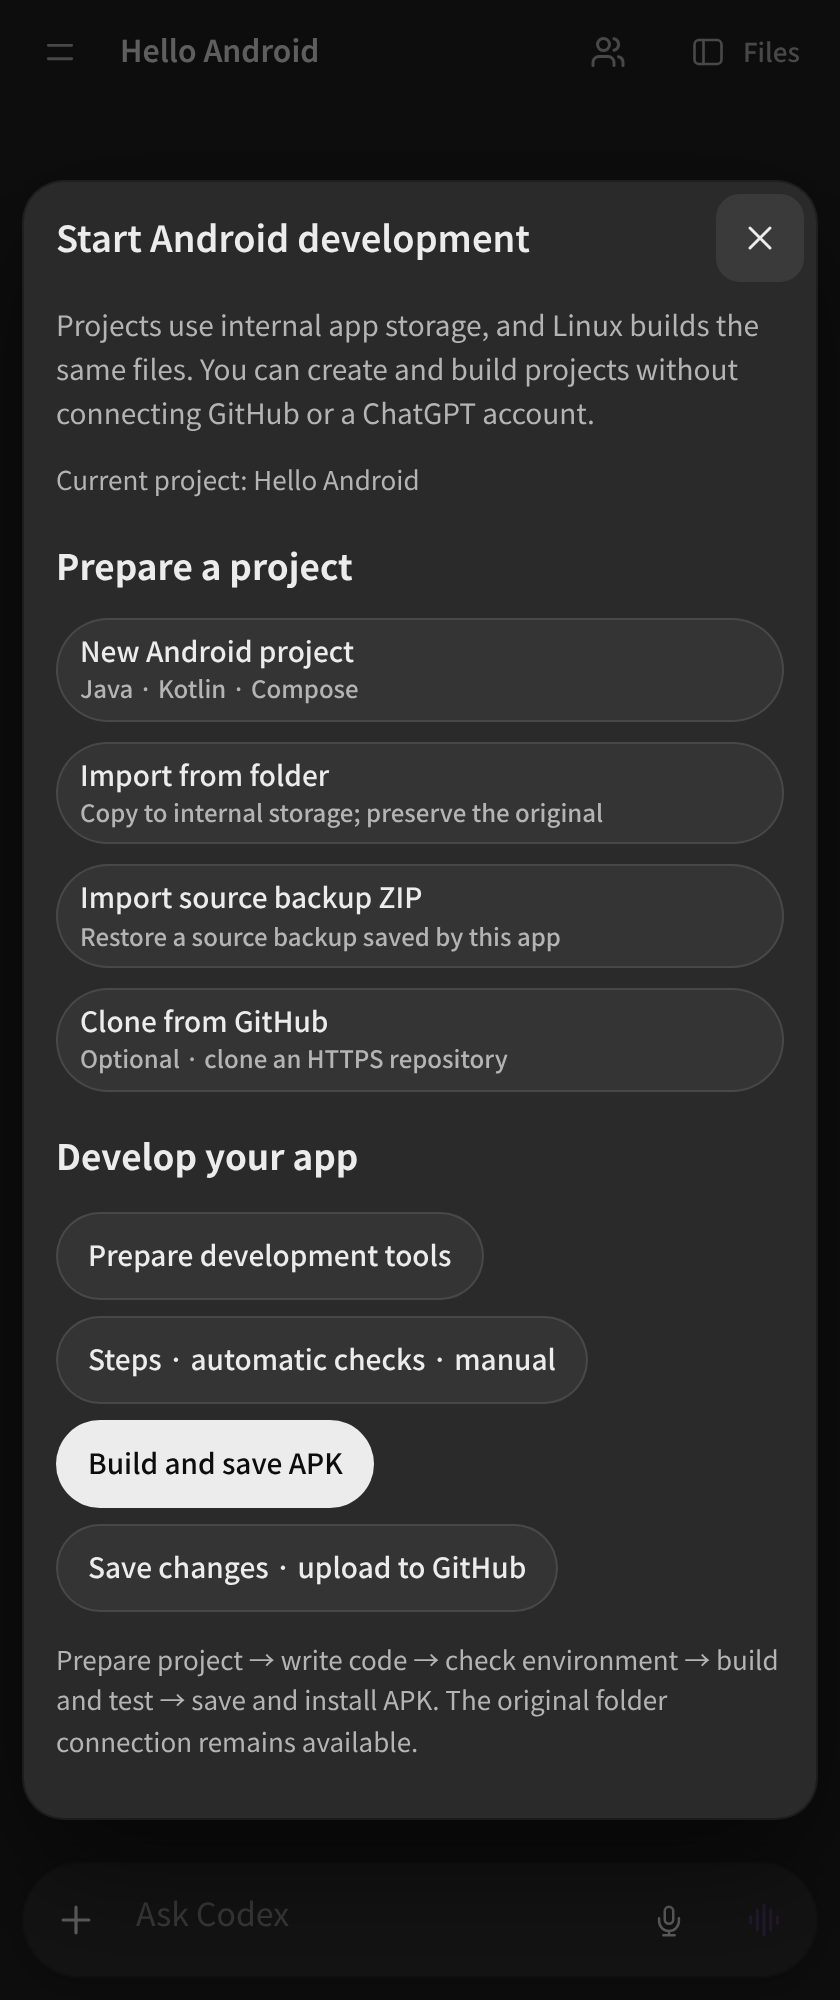 Hello Android
Files
Start Android development
Projects use internal app storage, and Linux builds the
same files. You can create and build projects without
connecting GitHub or a ChatGPT account.
Current project: Hello Android
Prepare a project
New Android project
Java · Kotlin · Compose
Import from folder
Copy to internal storage; preserve the original
Import source backup ZIP
Restore a source backup saved by this app
Clone from GitHub
Optional · clone an HTTPS repository
Develop your app
Prepare development tools
Steps · automatic checks · manual
Build and save APK
Save changes · upload to GitHub
Prepare project → write code → check environment → build
and test → save and install APK. The original folder
connection remains available.
Ask Codex